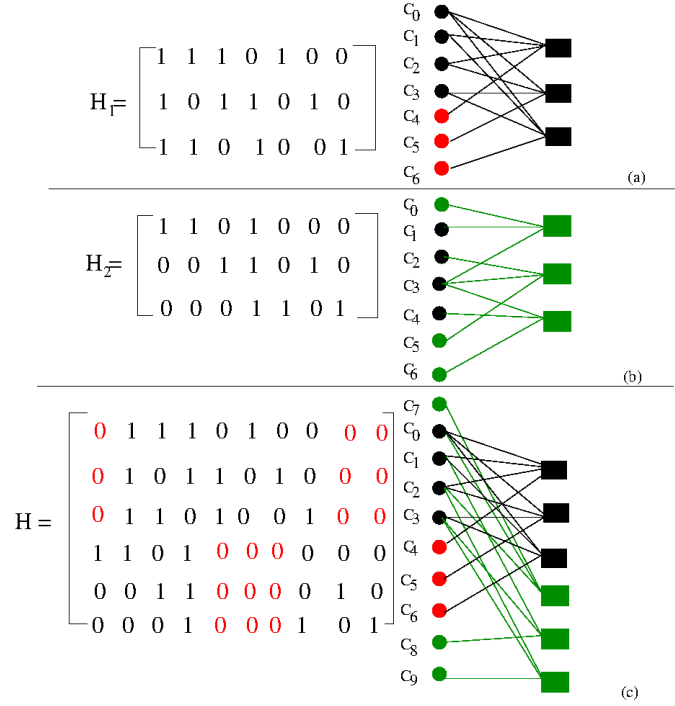 H1=
1 1 1 0 1 0 0
1 0 1 1 0 1 0
1 1 0 1 0 0 1
C0
C1
C2
C3
C4
C5
C6
(a)
H2=
1 1 0 1 0 0 0
0 0 1 1 0 1 0
0 0 0 1 1 0 1
C0
C1
C2
C3
C4
C5
C6
(b)
H =
0 1 1 1 0 1 0 0 0 0
0 1 0 1 1 0 1 0 0 0
0 1 1 0 1 0 0 1 0 0
1 1 0 1 0 0 0 0 0 0
0 0 1 1 0 0 0 0 1 0
0 0 0 1 0 0 0 1 0 1
C7
C0
C1
C2
C3
C4
C5
C6
C8
C9
(c)